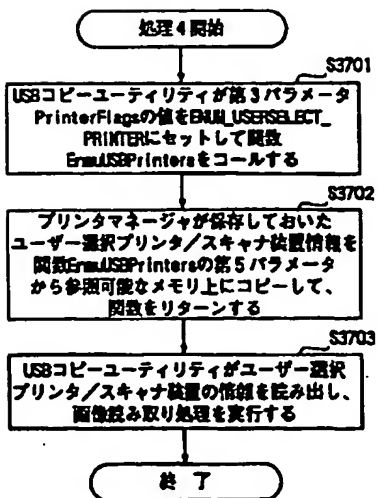 処理4開始
S3701
USBコピーユーティリティが第3パラメータ
PrinterFlagsの値をENUM_USERSELECT_
PRINTERにセットして関数
EnumUSBPrintersをコールする
S3702
プリンタマネージャが保存しておいた
ユーザー選択プリンタ/スキャナ装置情報を
関数EnumUSBPrintersの第5パラメータ
から参照可能なメモリ上にコピーして、
関数をリターンする
S3703
USBコピーユーティリティがユーザー選択
プリンタ/スキャナ装置の情報を読み出し、
画像読み取り処理を実行する
終了